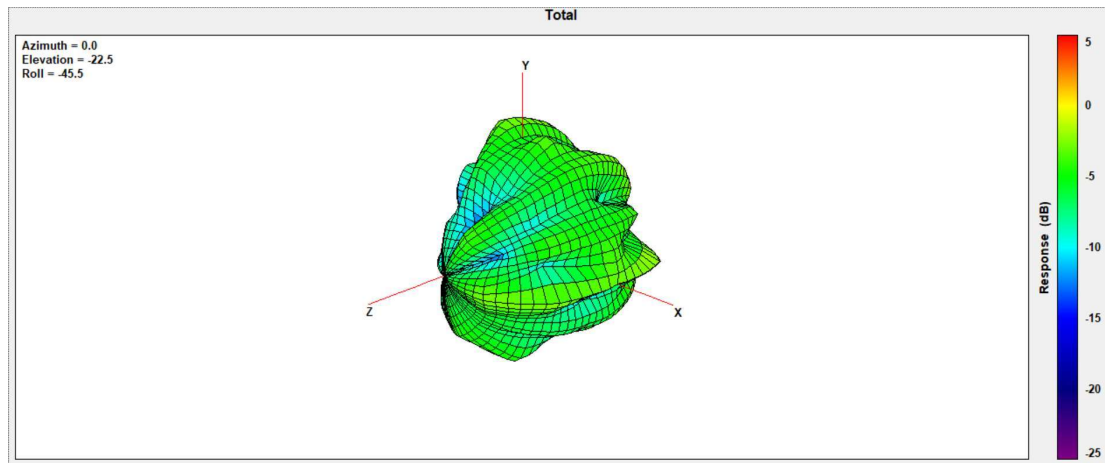 Total
Azimuth = 0.0
Elevation = -22.5
Roll = -45.5
Y
Z
X
5
0
-5
-10
-15
-20
-25
Response (dB)